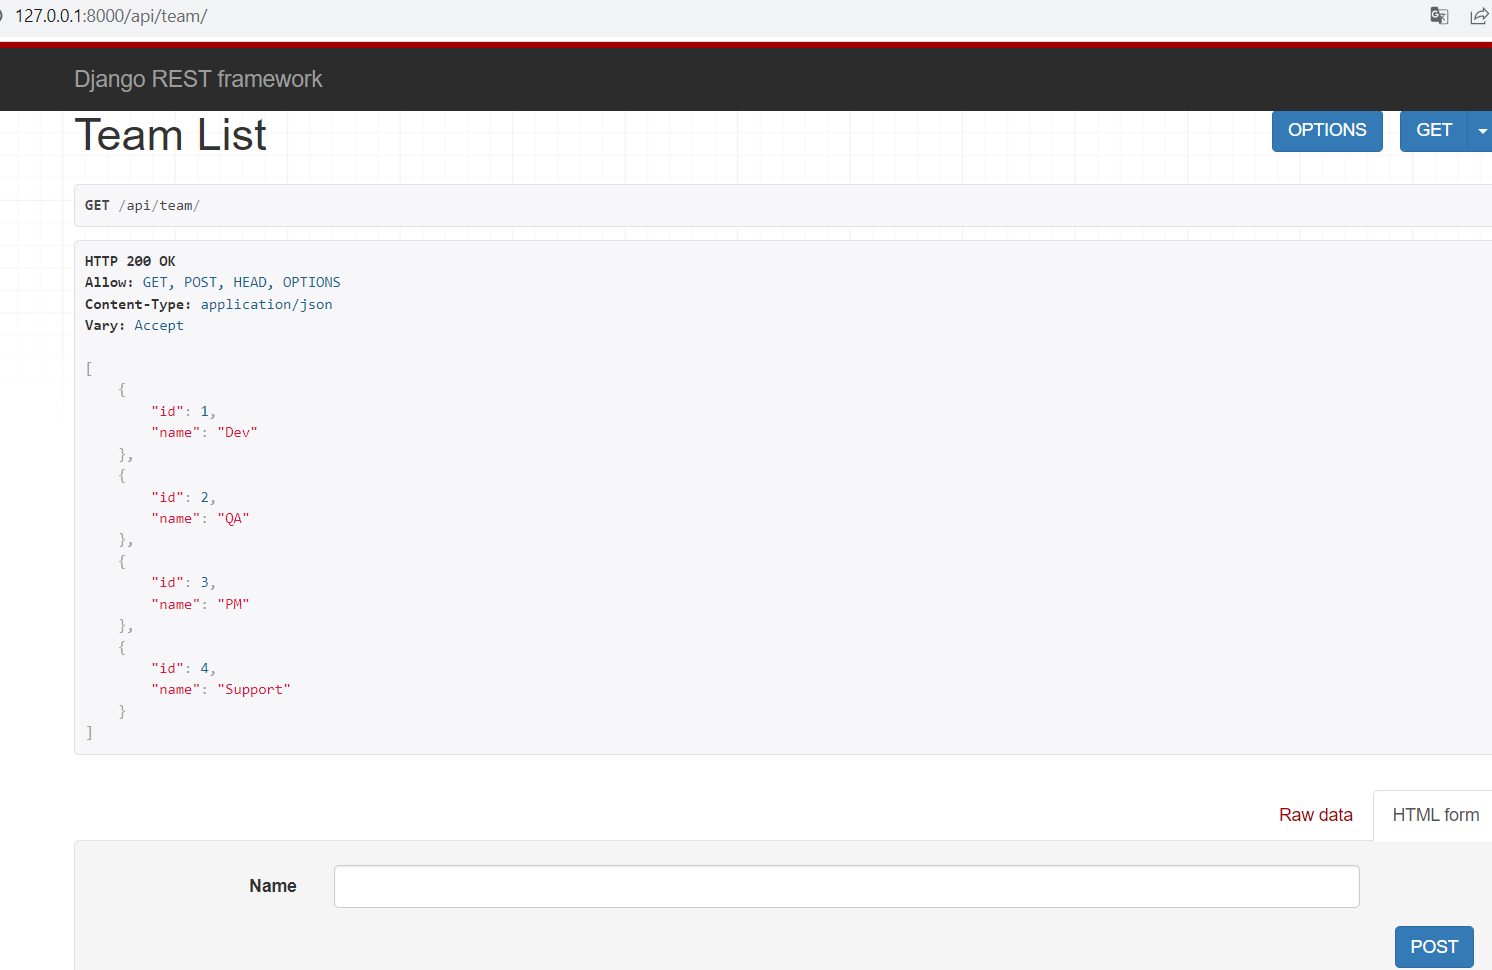 127.0.0.1:8000/api/team/
Django REST framework
Team List
OPTIONS
GET
GET /api/team/
HTTP 200 OK
Allow: GET, POST, HEAD, OPTIONS
Content-Type: application/json
Vary: Accept
[
    {
        "id": 1,
        "name": "Dev"
    },
    {
        "id": 2,
        "name": "QA"
    },
    {
        "id": 3,
        "name": "PM"
    },
    {
        "id": 4,
        "name": "Support"
    }
]
Raw data
HTML form
Name
POST